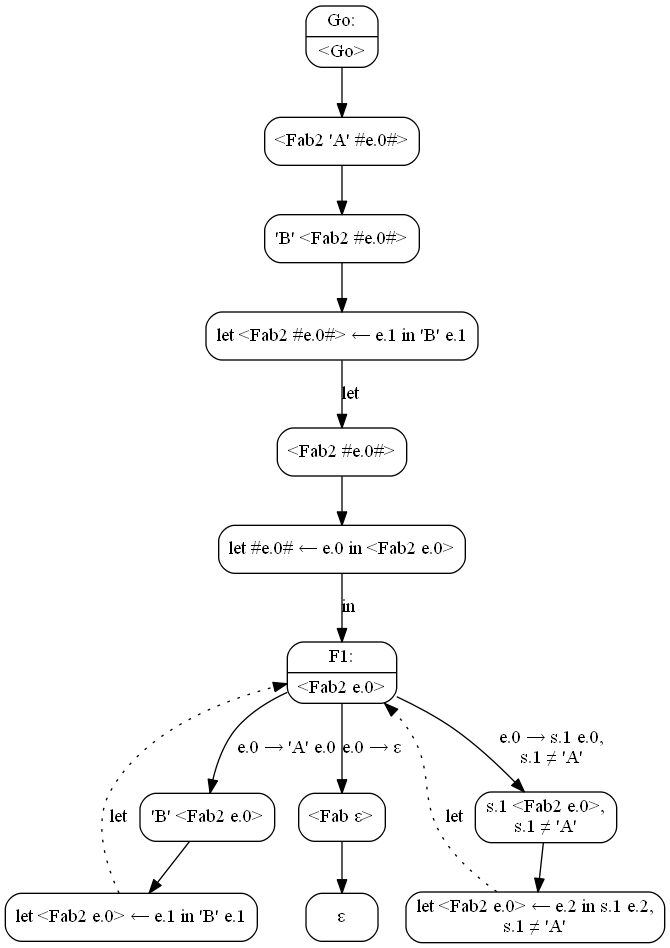 Go:
<Go>
<Fab2 'A' #e.0#>
'B' <Fab2 #e.0#>
let <Fab2 #e.0#> ← e.1 in 'B' e.1
let
<Fab2 #e.0#>
let #e.0# ← e.0 in <Fab2 e.0>
in
F1:
<Fab2 e.0>
e.0 → 'A' e.0
e.0 → ε
e.0 → s.1 e.0,
s.1 ≠ 'A'
let
'B' <Fab2 e.0>
<Fab ε>
let
s.1 <Fab2 e.0>,
s.1 ≠ 'A'
let <Fab2 e.0> ← e.1 in 'B' e.1
ε
let <Fab2 e.0> ← e.2 in s.1 e.2,
s.1 ≠ 'A'